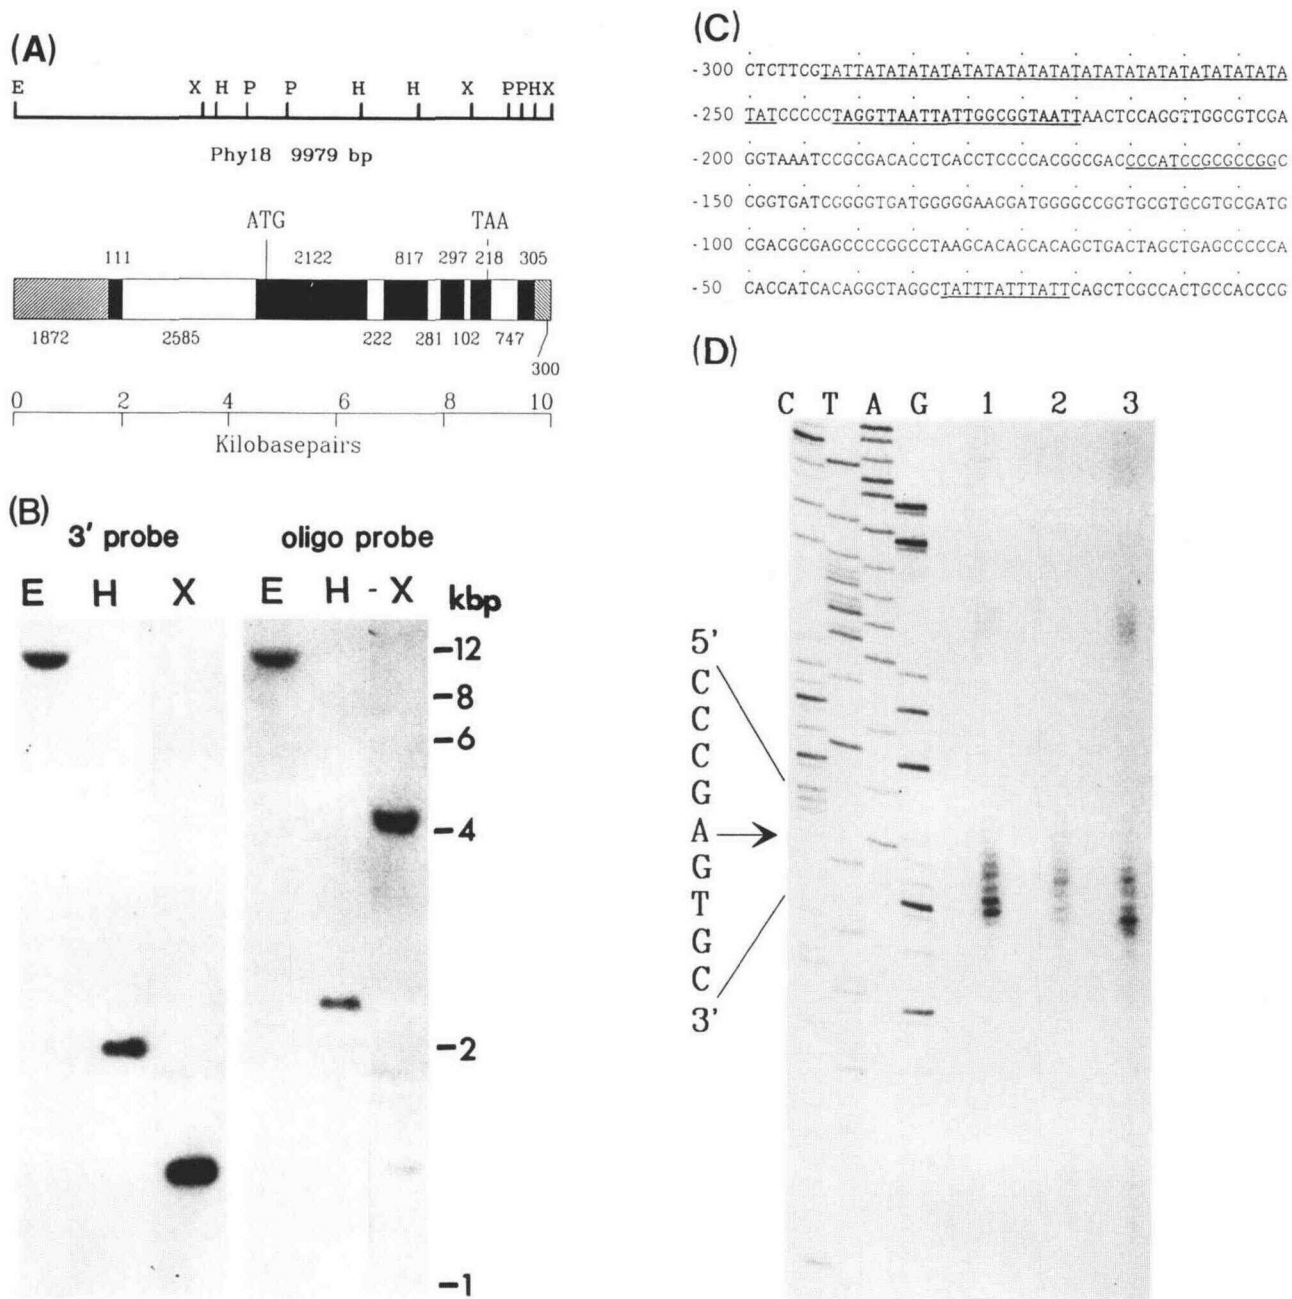 (A)
E X H P P H H X P P H X
Phy18 9979 bp
ATG TAA
111 2122 817 297 218 305
1872 2585 222 281 102 747
300
0 2 4 6 8 10
Kilobasepairs
(B)
3' probe oligo probe
E H X E H - X kbp
-12
-8
-6
-4
-2
-1
(C)
-300 CTCTTCGTATTATATATATATATATATATATATATATATATATATATATA
-250 TATCCCCCTAGGTTAATTATTGGCGGTAATTAACTCCAGGTTGGCGTCGA
-200 GGTAAATCCGCGACACCTCACCTCCCCACGGCGACCCCATCCGCGCCGGC
-150 CGGTGATCGGGGTGATGGGGGAAGGATGGGGCCGGTGCGTGCGTGCGATG
-100 CGACGCGAGCCCCGGCCTAAGCACAGCACAGCTGACTAGCTGAGCCCCCA
-50 CACCATCACAGGCTAGGCTATTTATTTATTCAGCTCGCCACTGCCACCCG
(D)
C T A G 1 2 3
5'
C
C
C
G
A
G
T
G
C
3'